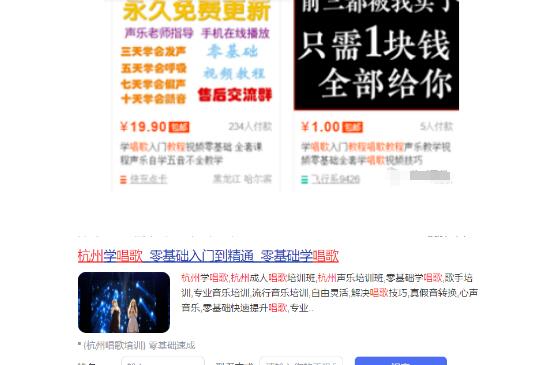 永久免费更新
声乐老师指导 手机在线播放
三天学会发声
五天学会呼吸
七天学会假声
十天学会颤音
零基础
视频教程
售后交流群
前三都被我买了
只需1块钱
全部给你
¥19.90 包邮 234人付款
学唱歌入门教程视频零基础 全套课
程声乐自学五音不全教学
快充点卡 黑龙江 哈尔滨
¥1.00 包邮 5人付款
学唱歌入门教程唱歌教程声乐教学视
频零基础全套学唱歌视频技巧
飞行系9426
杭州学唱歌_零基础入门到精通_零基础学唱歌
杭州学唱歌,杭州成人唱歌培训班,杭州声乐培训班,零基础学唱歌,歌手培
训,专业音乐培训,流行音乐培训,自由灵活,解决唱歌技巧,真假音转换,心声
音乐,零基础快速提升唱歌,专业..
(杭州唱歌培训) 零基础速成